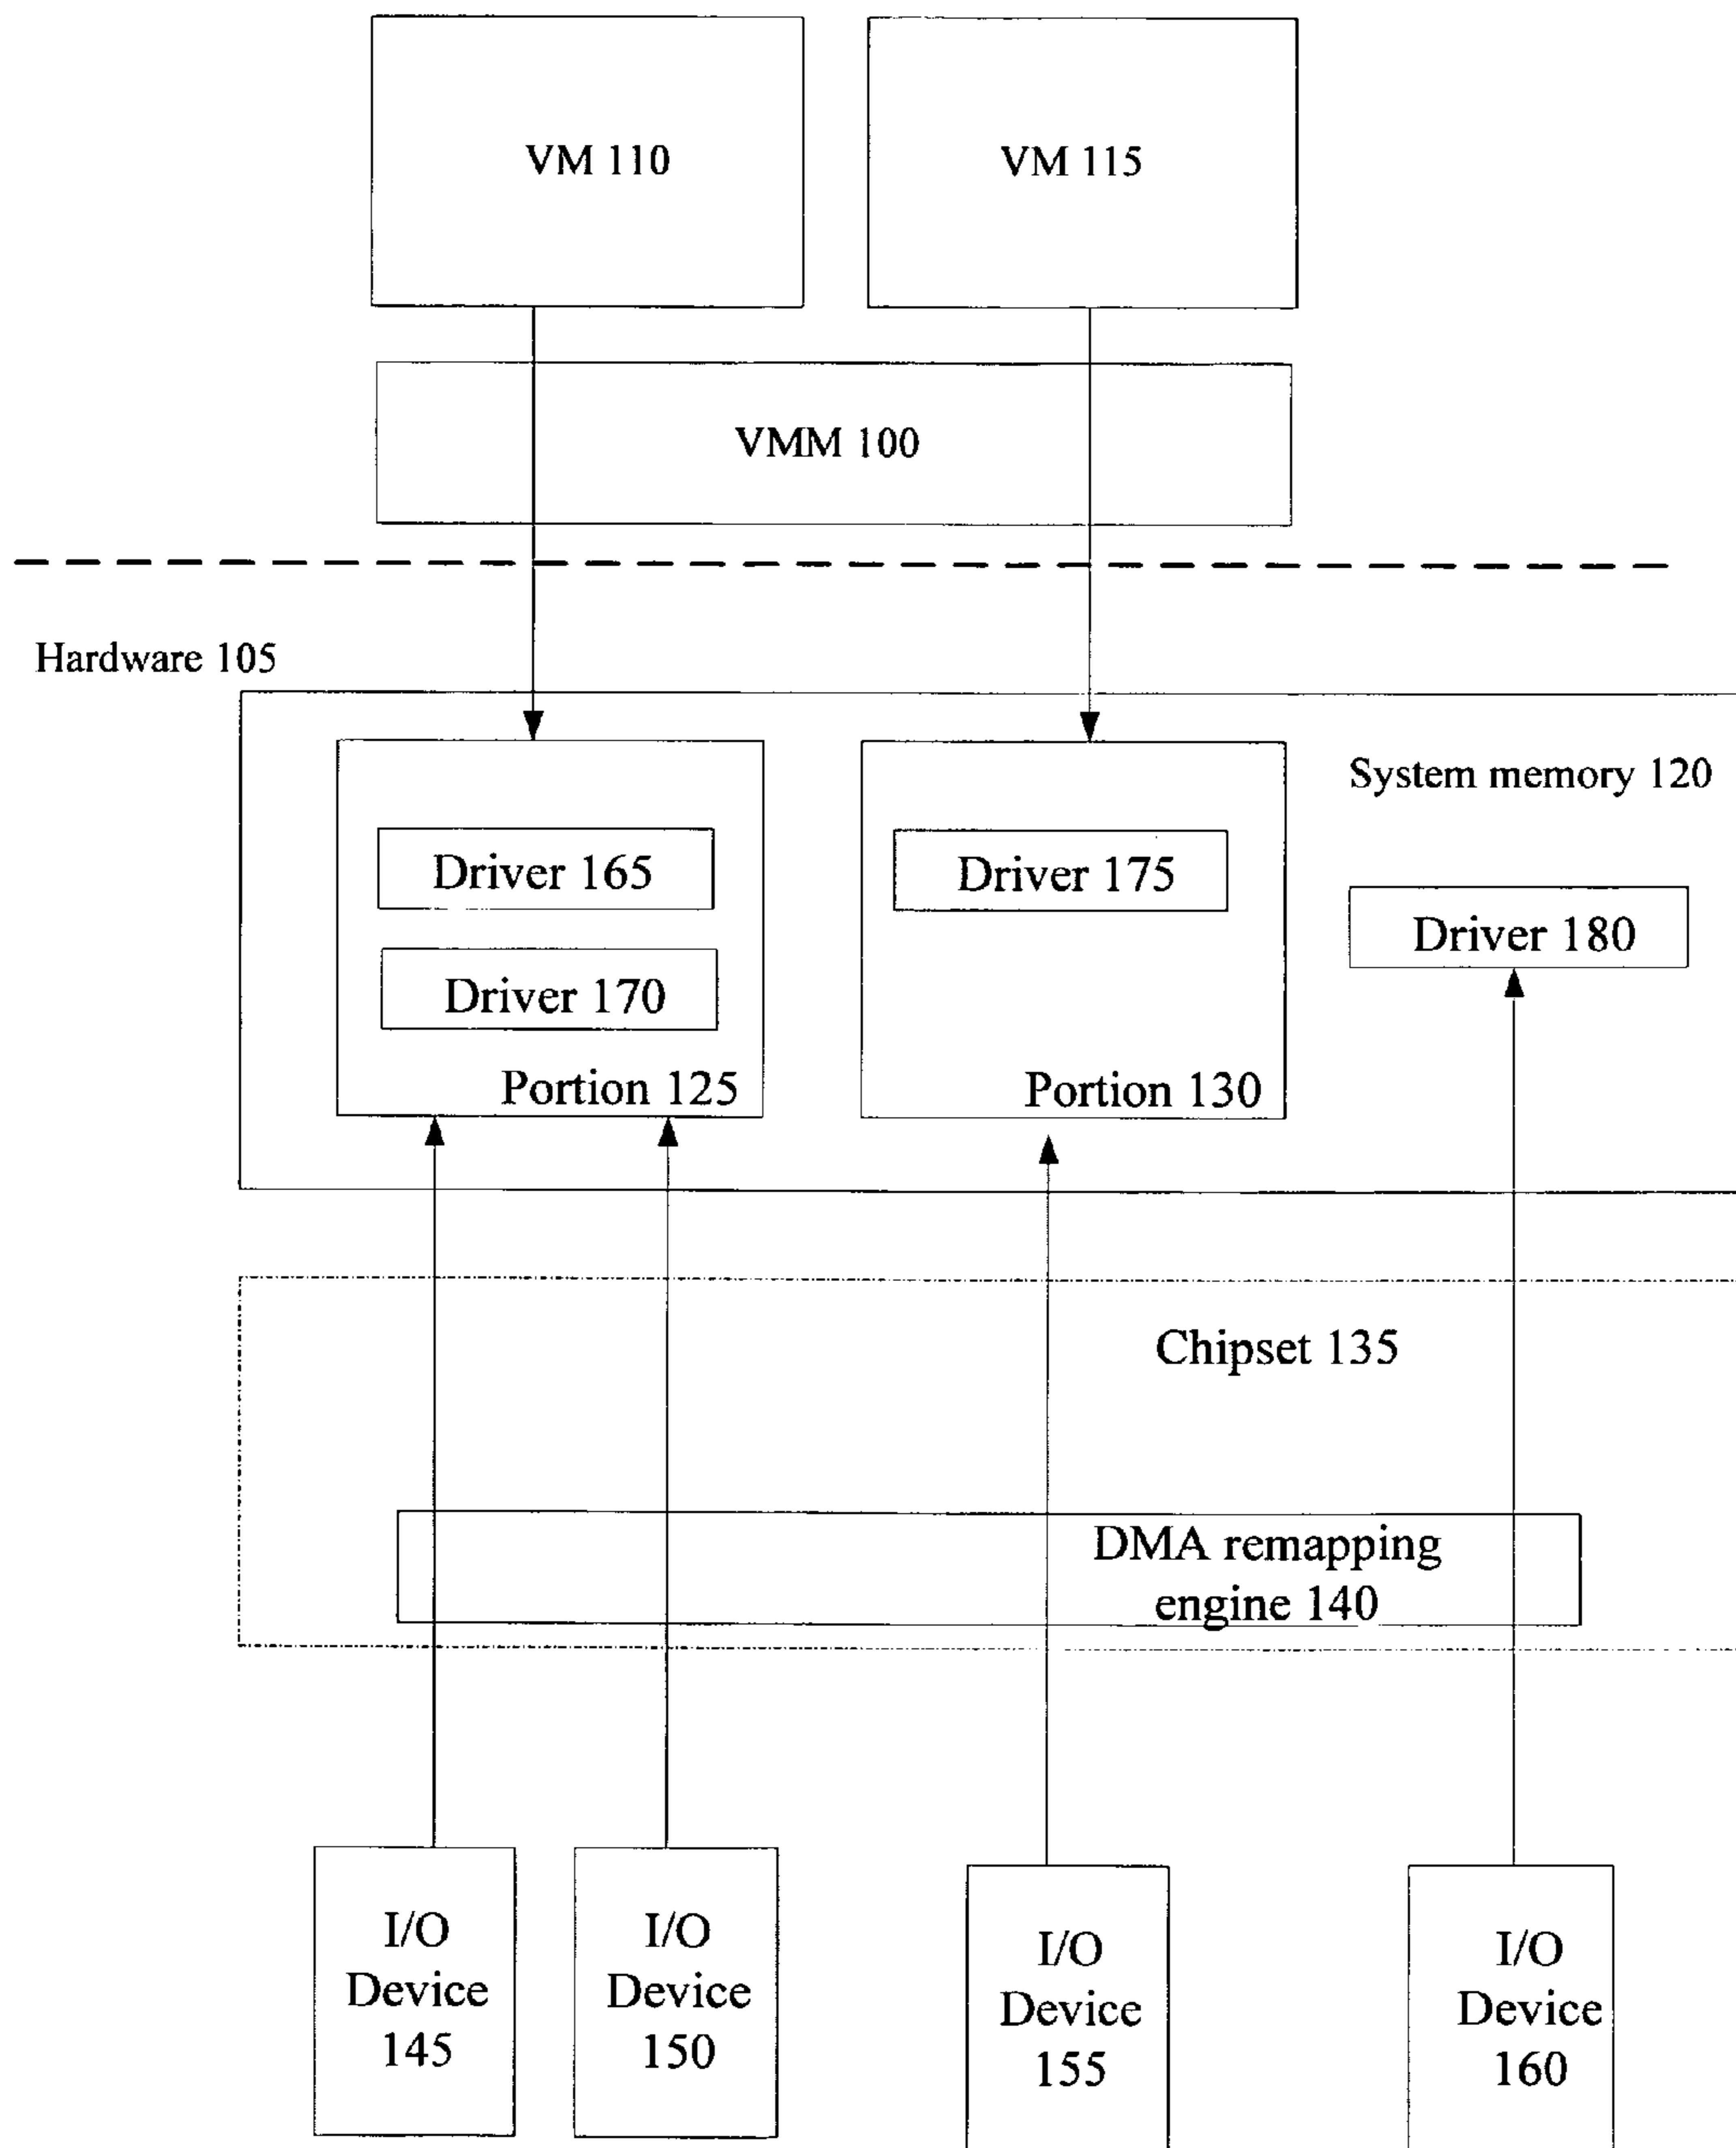 VM 110
VM 115
VMM 100
Hardware 105
System memory 120
Driver 165
Driver 175
Driver 180
Driver 170
Portion 125
Portion 130
Chipset 135
DMA remapping
engine 140
I/O
Device
145
I/O
Device
150
I/O
Device
155
I/O
Device
160